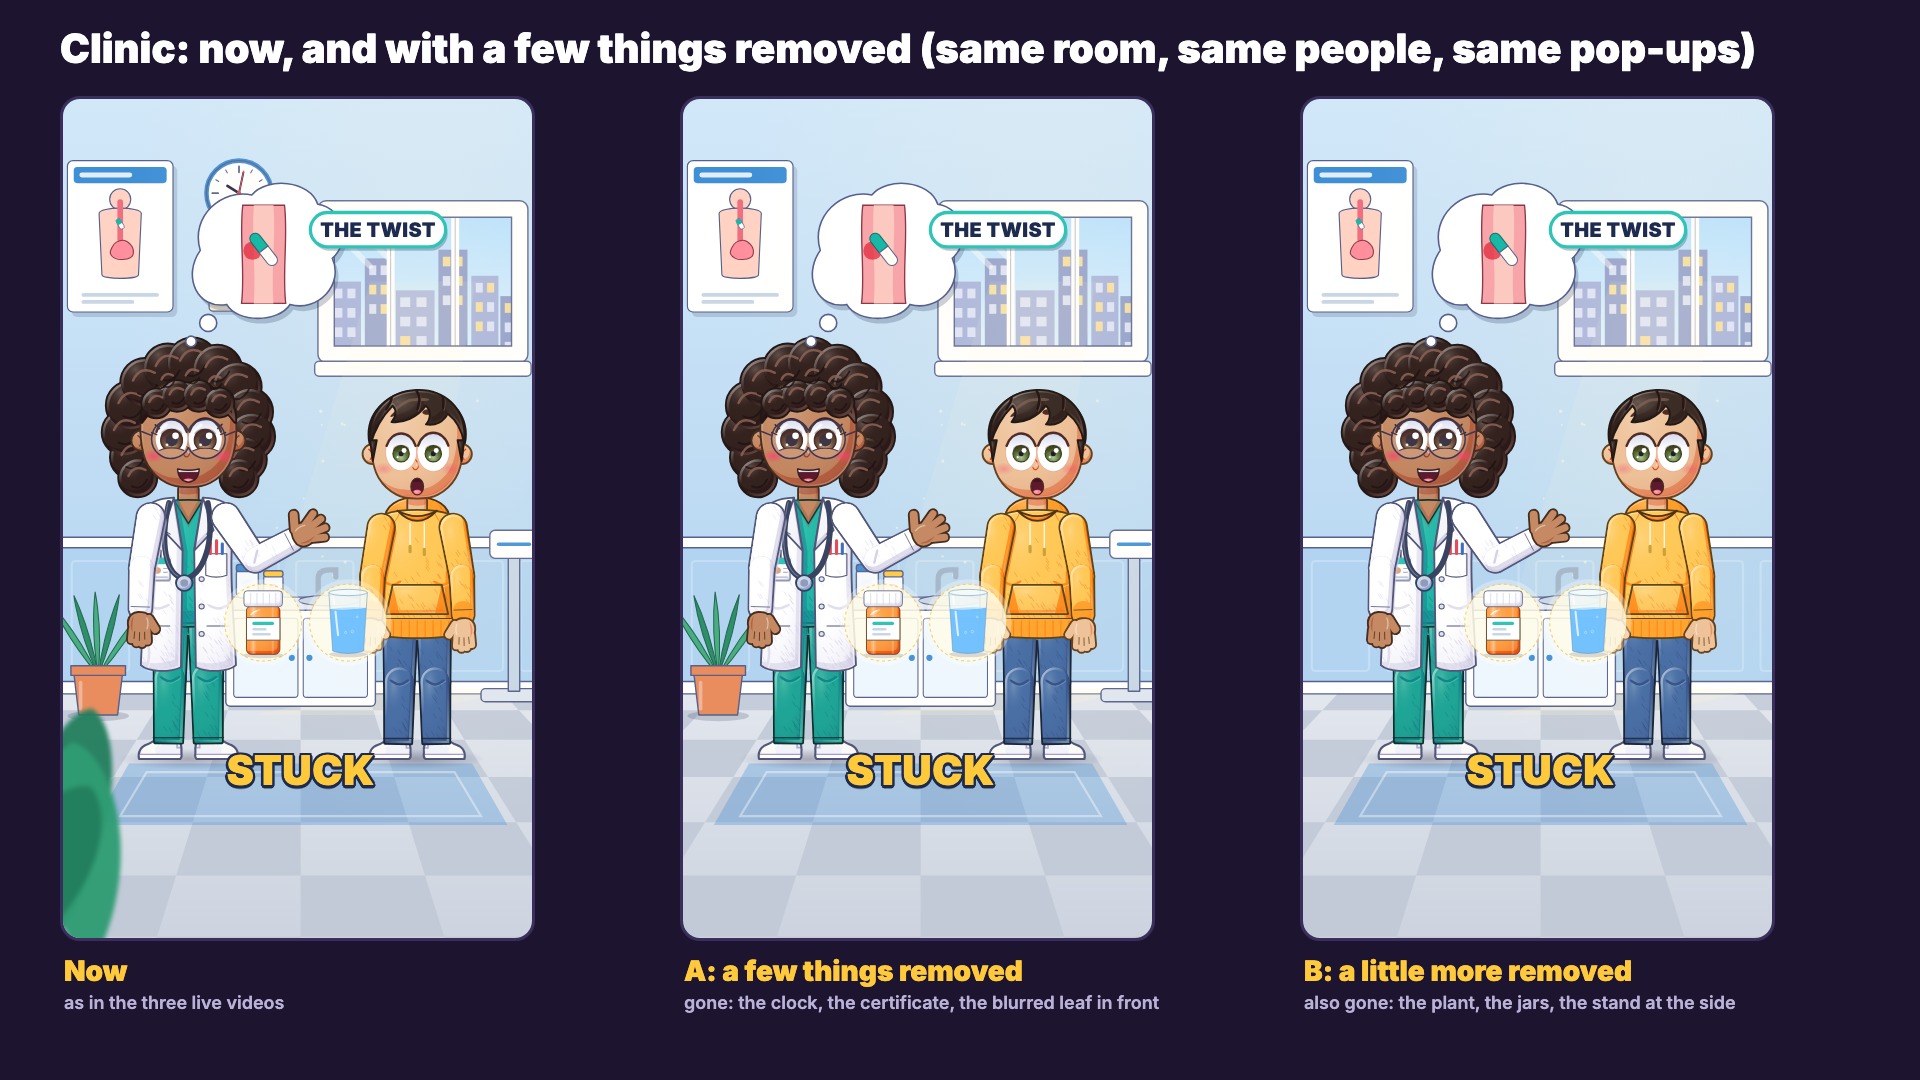 Clinic: now, and with a few things removed (same room, same people, same pop-ups)
THE TWIST
THE TWIST
THE TWIST
STUCK
STUCK
STUCK
Now
as in the three live videos
A: a few things removed
gone: the clock, the certificate, the blurred leaf in front
B: a little more removed
also gone: the plant, the jars, the stand at the side